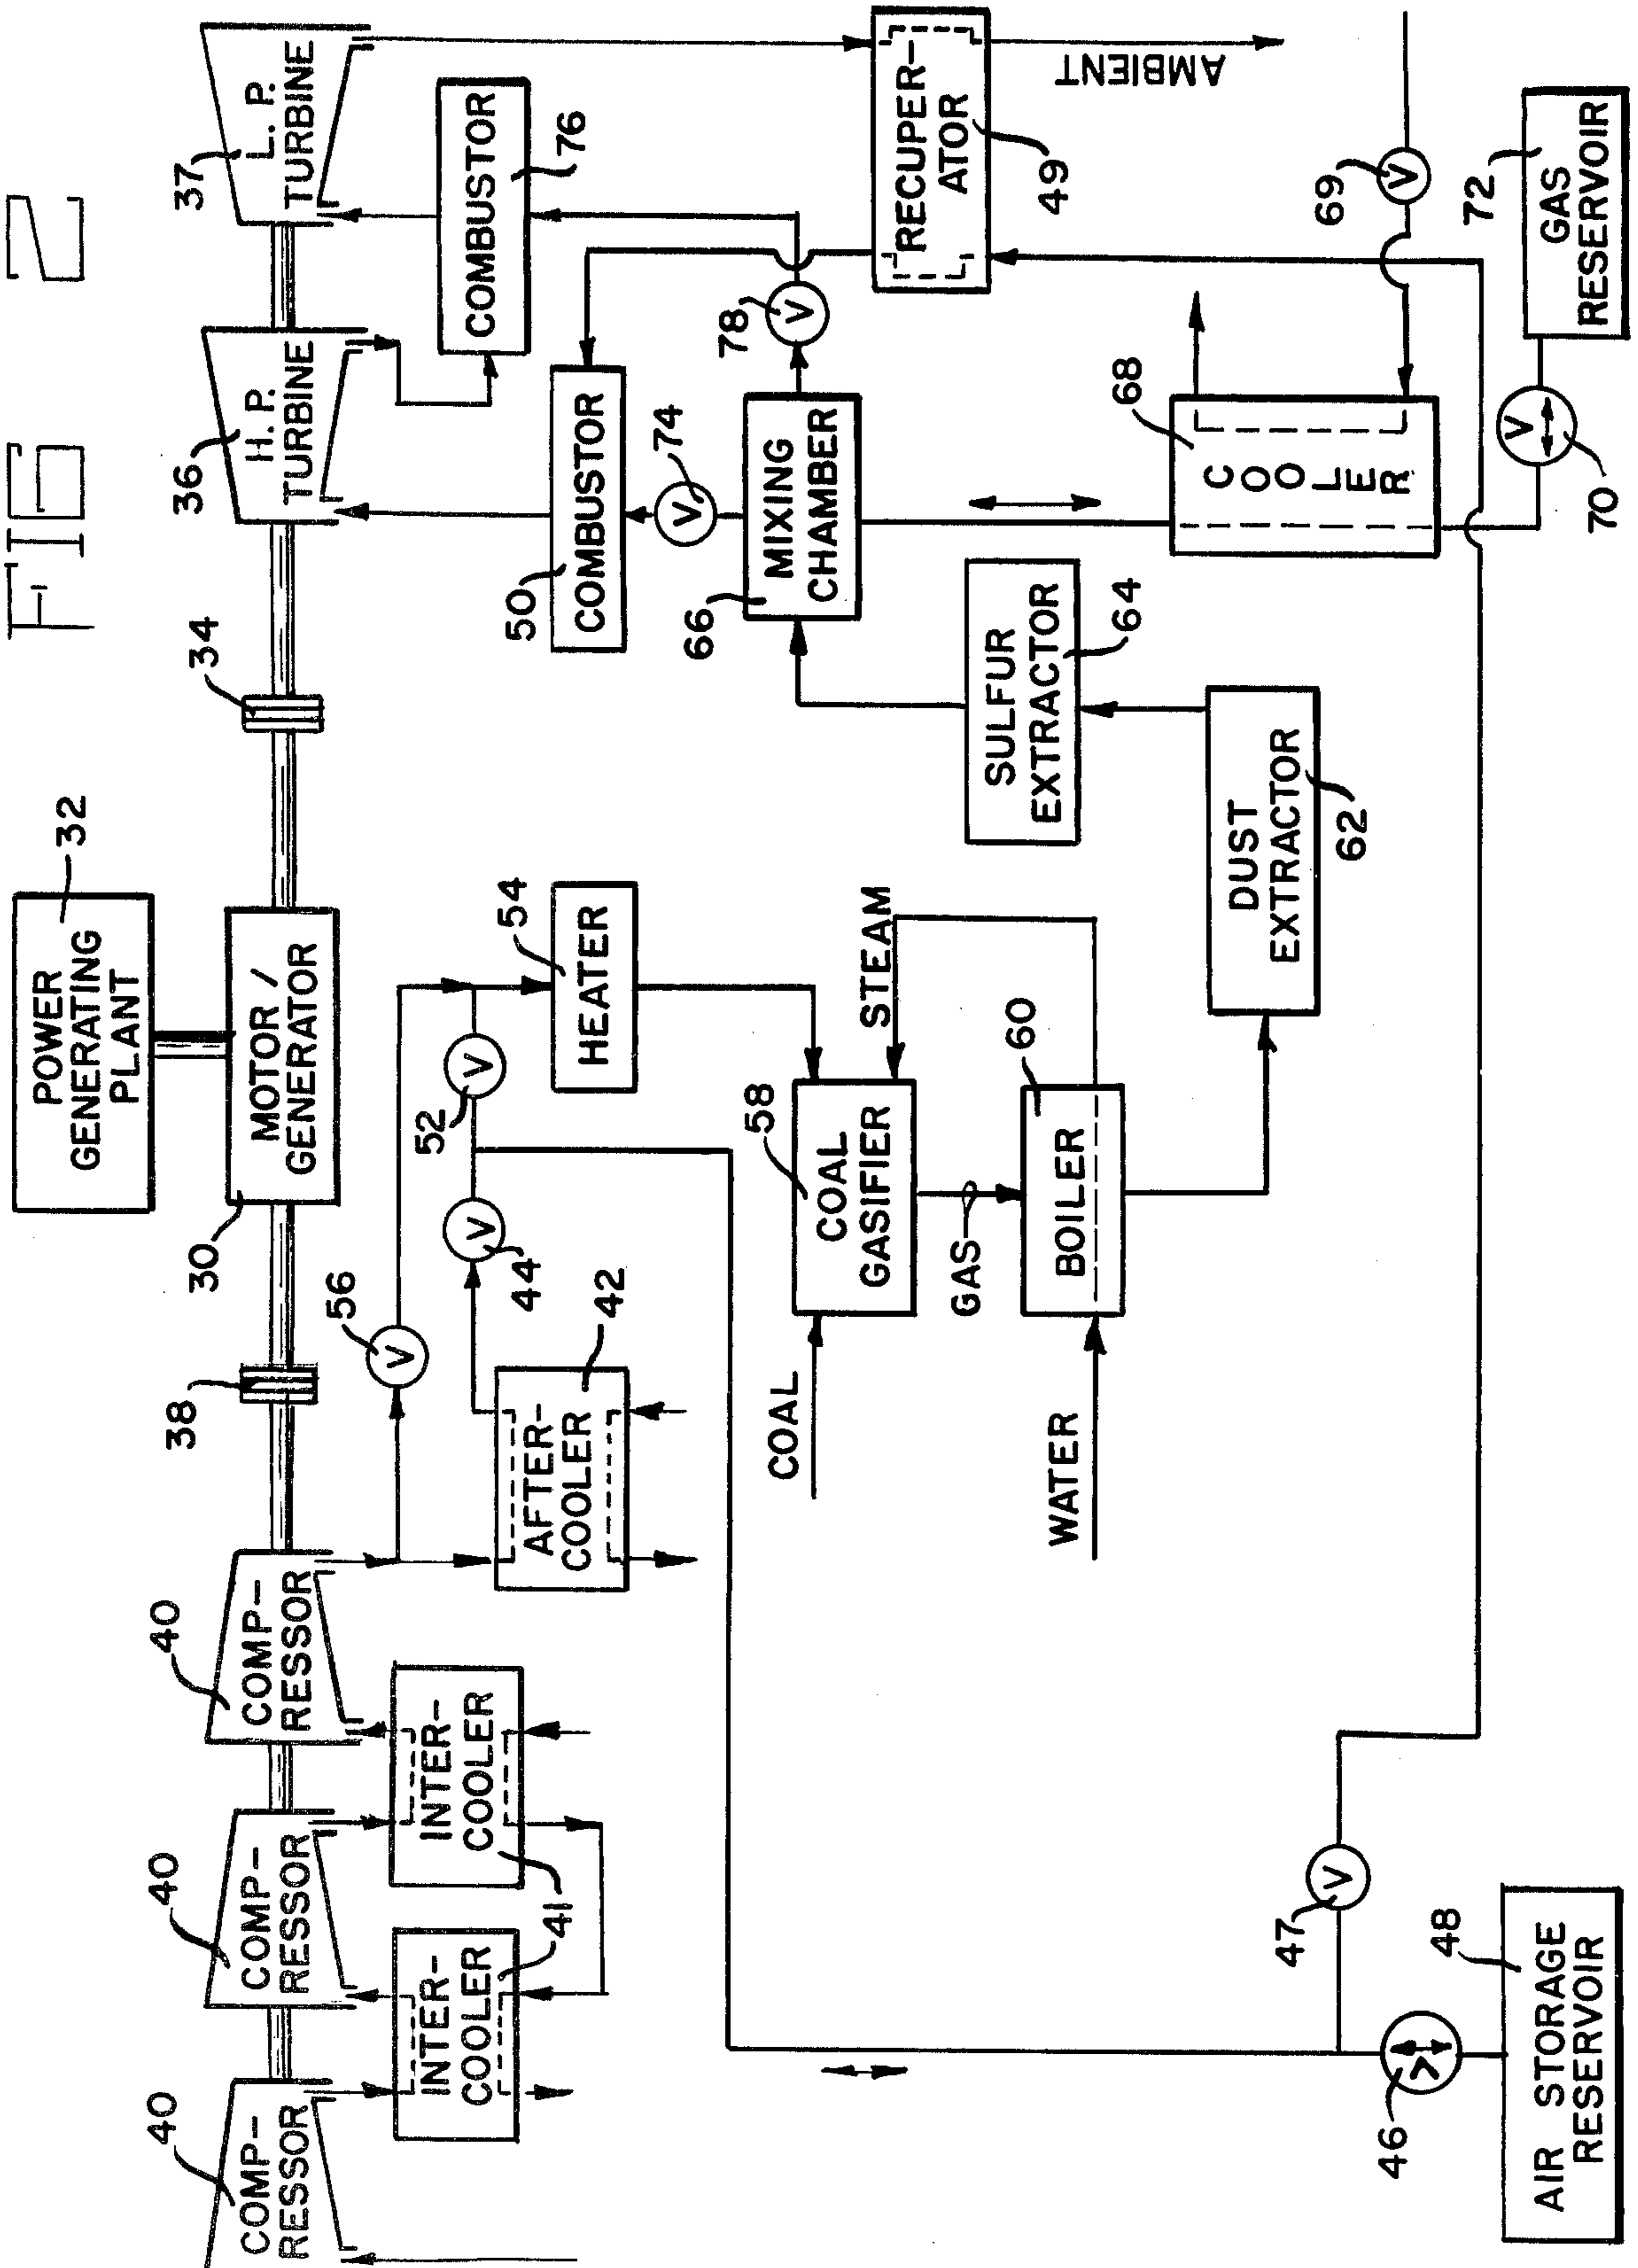 FIG 2
POWER
GENERATING
PLANT
32
MOTOR /
GENERATOR
30
34
38
40
COMP-
RESSOR
40
COMP-
RESSOR
40
COMP-
RESSOR
36
H. P.
TURBINE
37
L. P.
TURBINE
INTER-
COOLER
41
INTER-
COOLER
AFTER-
COOLER
42
V
56
V
44
V
52
54
HEATER
COMBUSTOR
76
50
COMBUSTOR
V
74
V
78
66
MIXING
CHAMBER
RECUPER-
ATOR
49
AMBIENT
COAL
58
COAL
GASIFIER
STEAM
GAS
WATER
60
BOILER
DUST
EXTRACTOR
62
SULFUR
EXTRACTOR
64
68
COOLER
V
69
V
70
72
GAS
RESERVOIR
V
47
V
46
48
AIR STORAGE
RESERVOIR